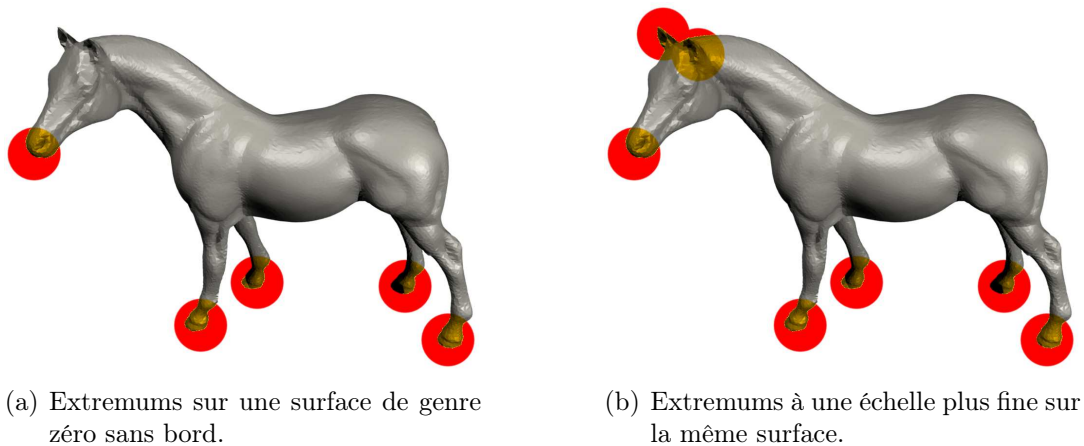 (a) Extremums sur une surface de genre
zéro sans bord.
(b) Extremums à une échelle plus fine sur
la même surface.